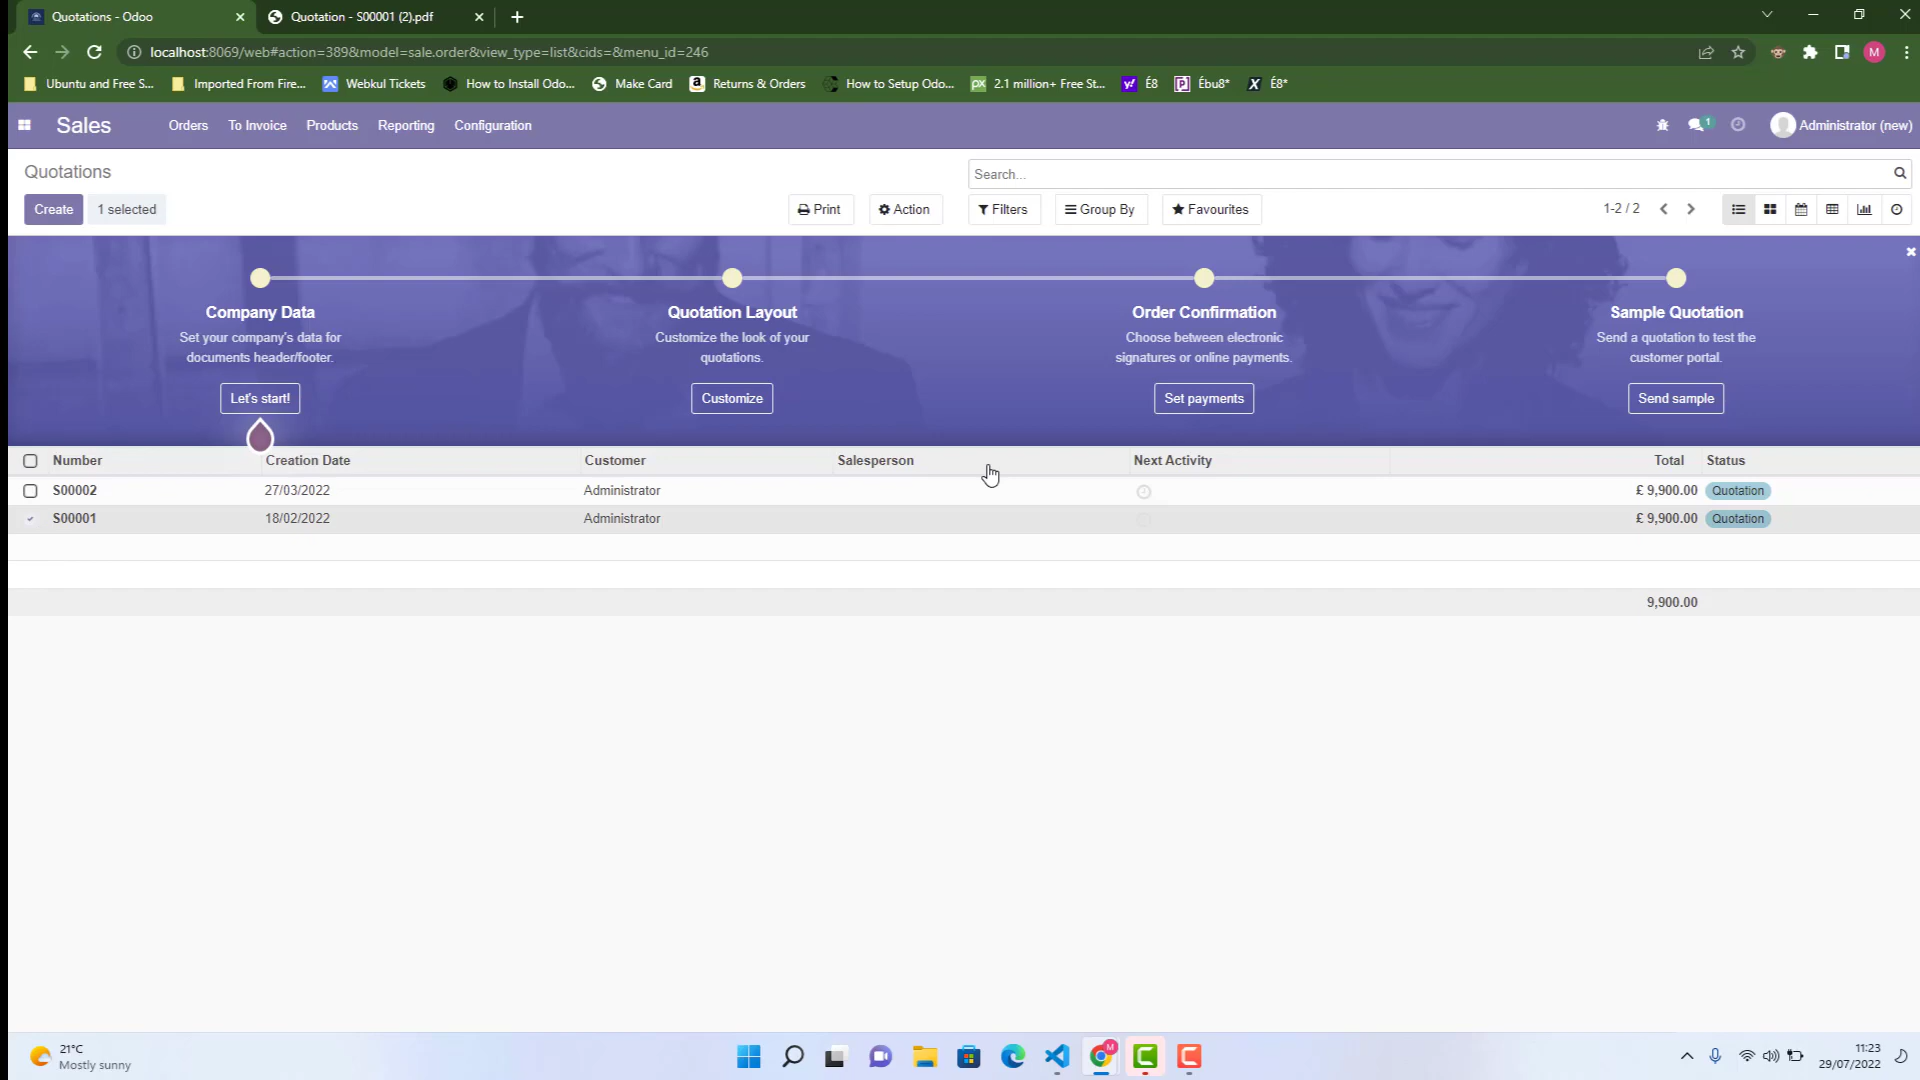 Quotations - Odoo
Quotation - S00001 (2).pdf
localhost:8069/web#action=389&model=sale.order&view_type=list&cids=&menu_id=246
M
Ubuntu and Free S...
Imported From Fire...
Webkul Tickets
How to Install Odoo...
Make Card
Returns & Orders
How to Setup Odo...
2.1 million+ Free St...
É8
Ébu8*
É8*
Sales
Orders
To Invoice
Products
Reporting
Configuration
1
Administrator (new)
Quotations
Search...
Create
1 selected
Print
Action
Filters
Group By
Favourites
1-2 / 2
Company Data
Set your company's data for
documents header/footer.
Let's start!
Quotation Layout
Customize the look of your
quotations.
Customize
Order Confirmation
Choose between electronic
signatures or online payments.
Set payments
Sample Quotation
Send a quotation to test the
customer portal.
Send sample
Number Creation Date Customer Salesperson Next Activity Total Status
S00002 27/03/2022 Administrator £ 9,900.00 Quotation
S00001 18/02/2022 Administrator £ 9,900.00 Quotation
9,900.00
21°C
Mostly sunny
M
11:23
29/07/2022